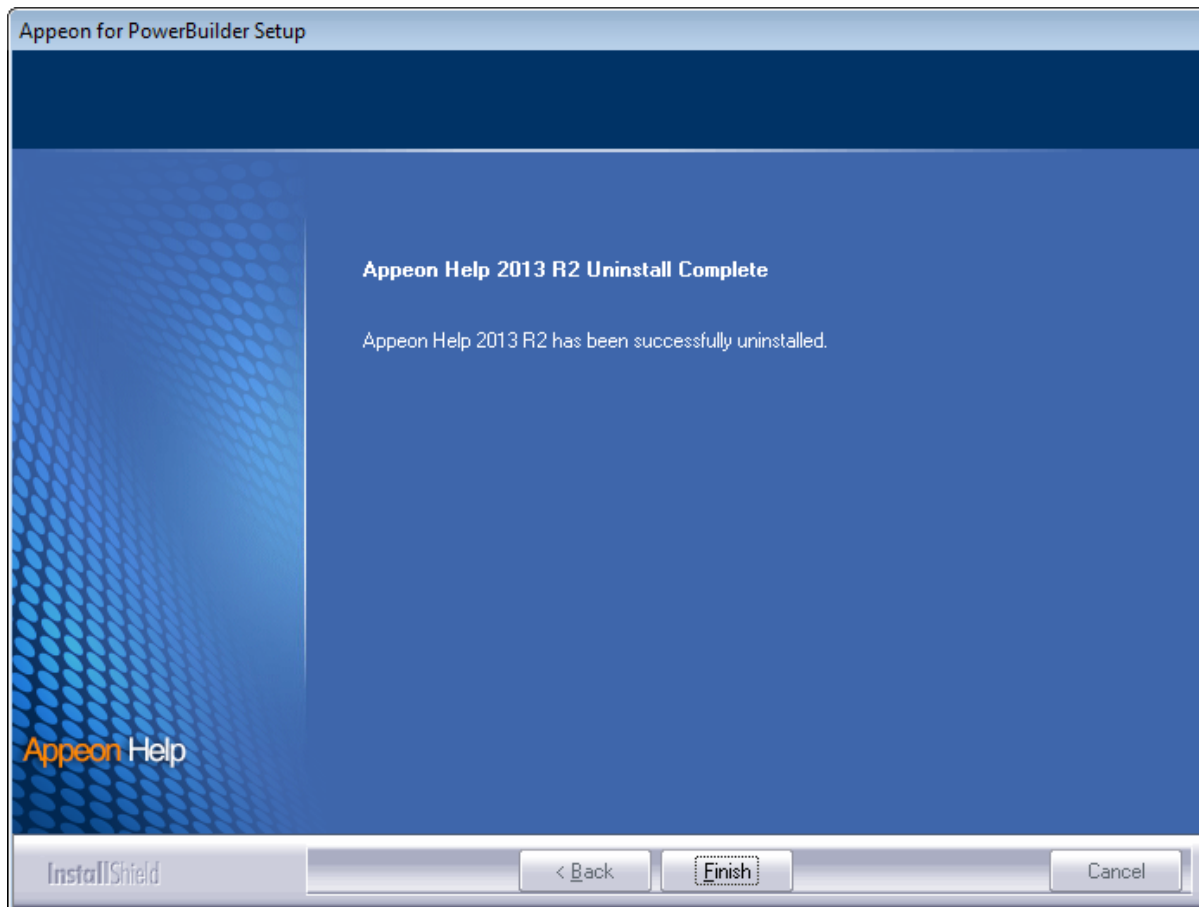 Appeon for PowerBuilder Setup
Appeon Help 2013 R2 Uninstall Complete
Appeon Help 2013 R2 has been successfully uninstalled.
Appeon Help
InstallShield
< Back
Finish
Cancel